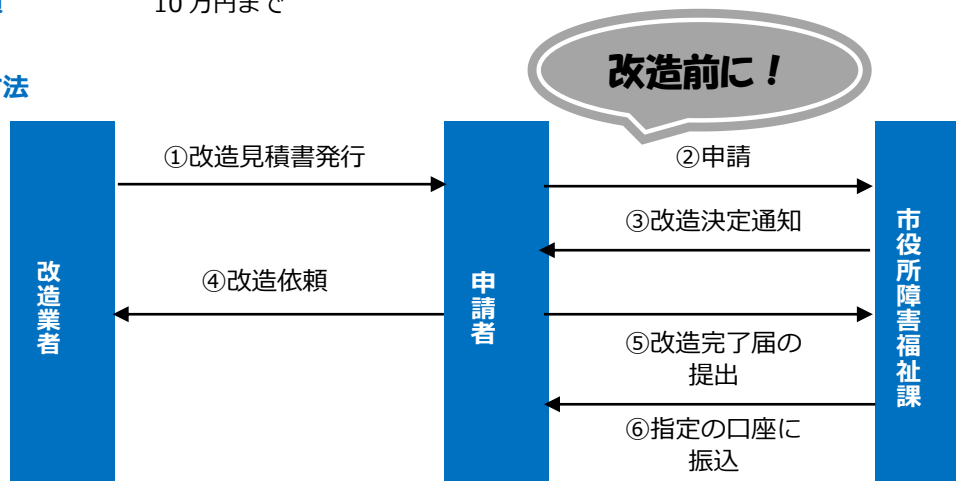 10 万円まで
法
改造前に！
①改造見積書発行
②申請
③改造決定通知
④改造依頼
⑤改造完了届の
提出
⑥指定の口座に
振込
改造業者
申請者
市役所障害福祉課